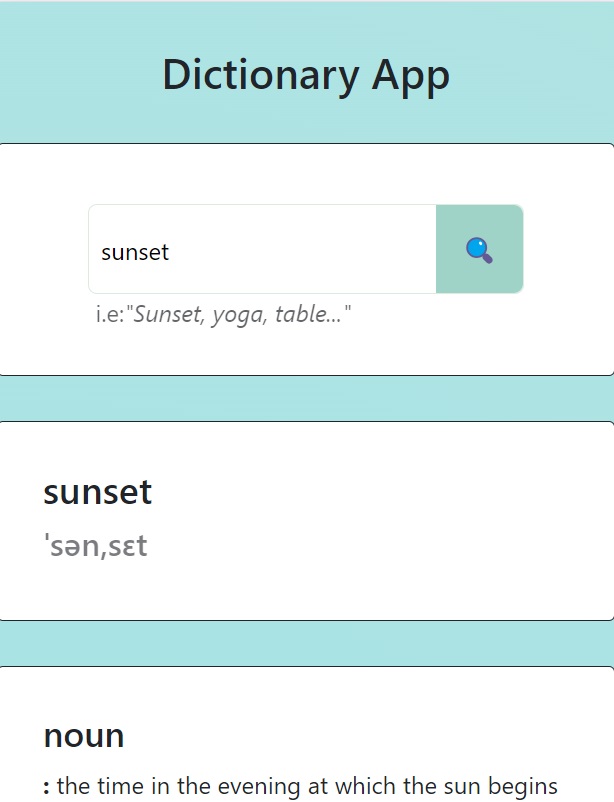 Dictionary App
sunset
i.e:"Sunset, yoga, table..."
sunset
'sən,sɛt
noun
: the time in the evening at which the sun begins